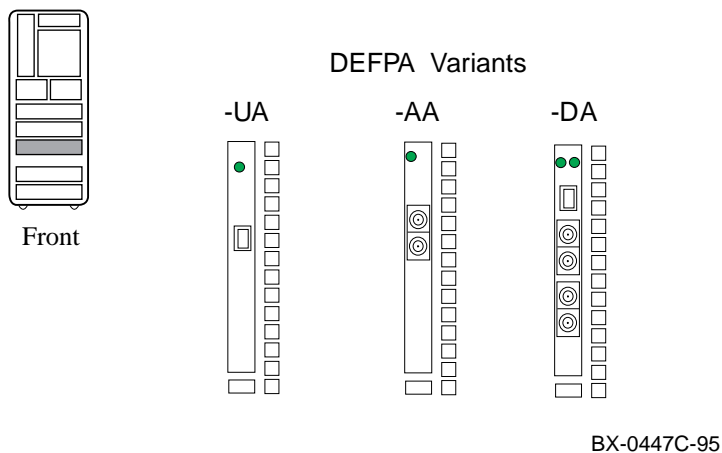 DEFPA Variants
-UA
-AA
-DA
Front
BX-0447C-95